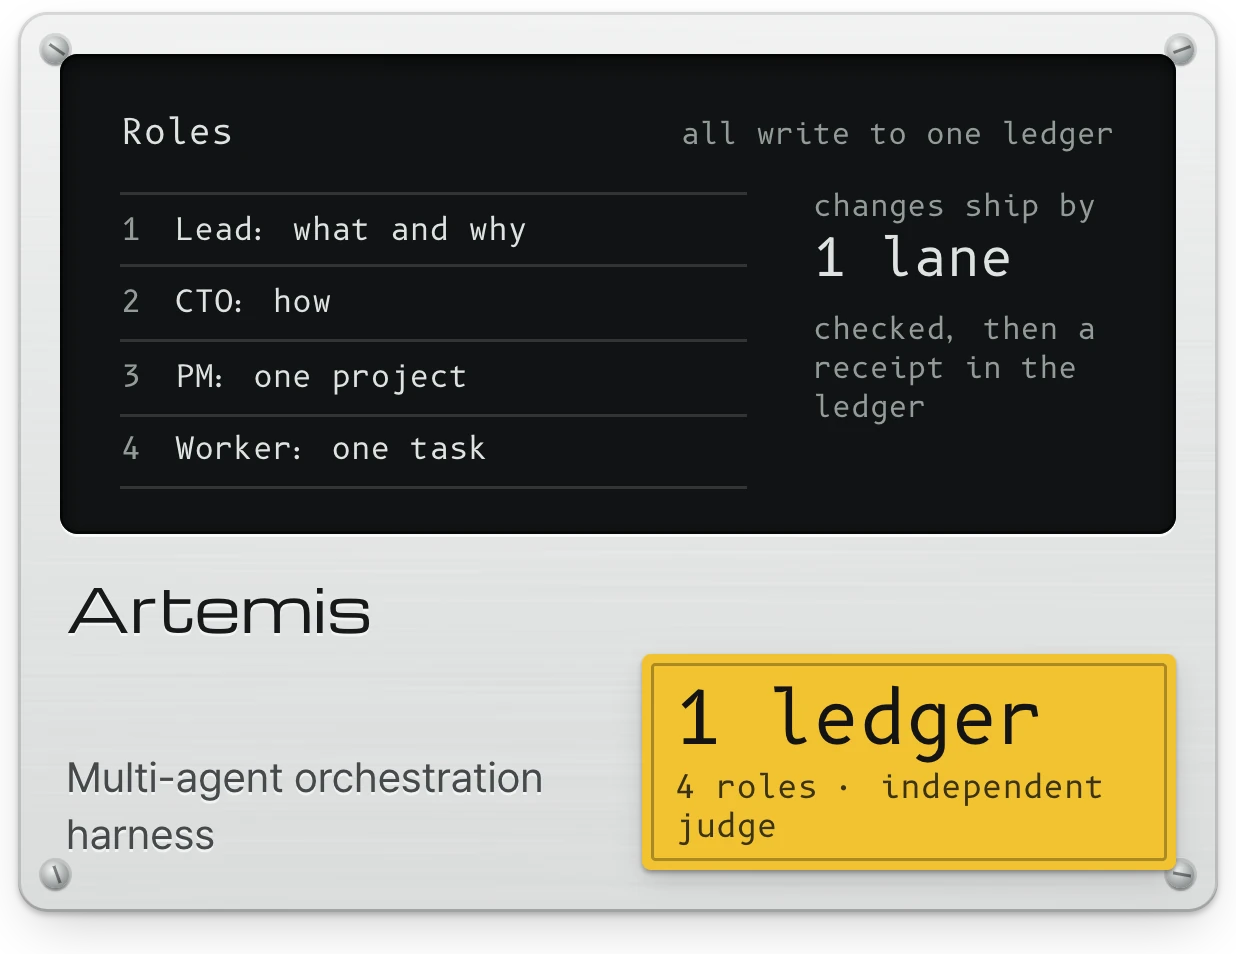 Roles
all write to one ledger
1 Lead: what and why
2 CTO: how
3 PM: one project
4 Worker: one task
changes ship by
1 lane
checked, then a
receipt in the
ledger
Artemis
Multi-agent orchestration
harness
1 ledger
4 roles · independent
judge